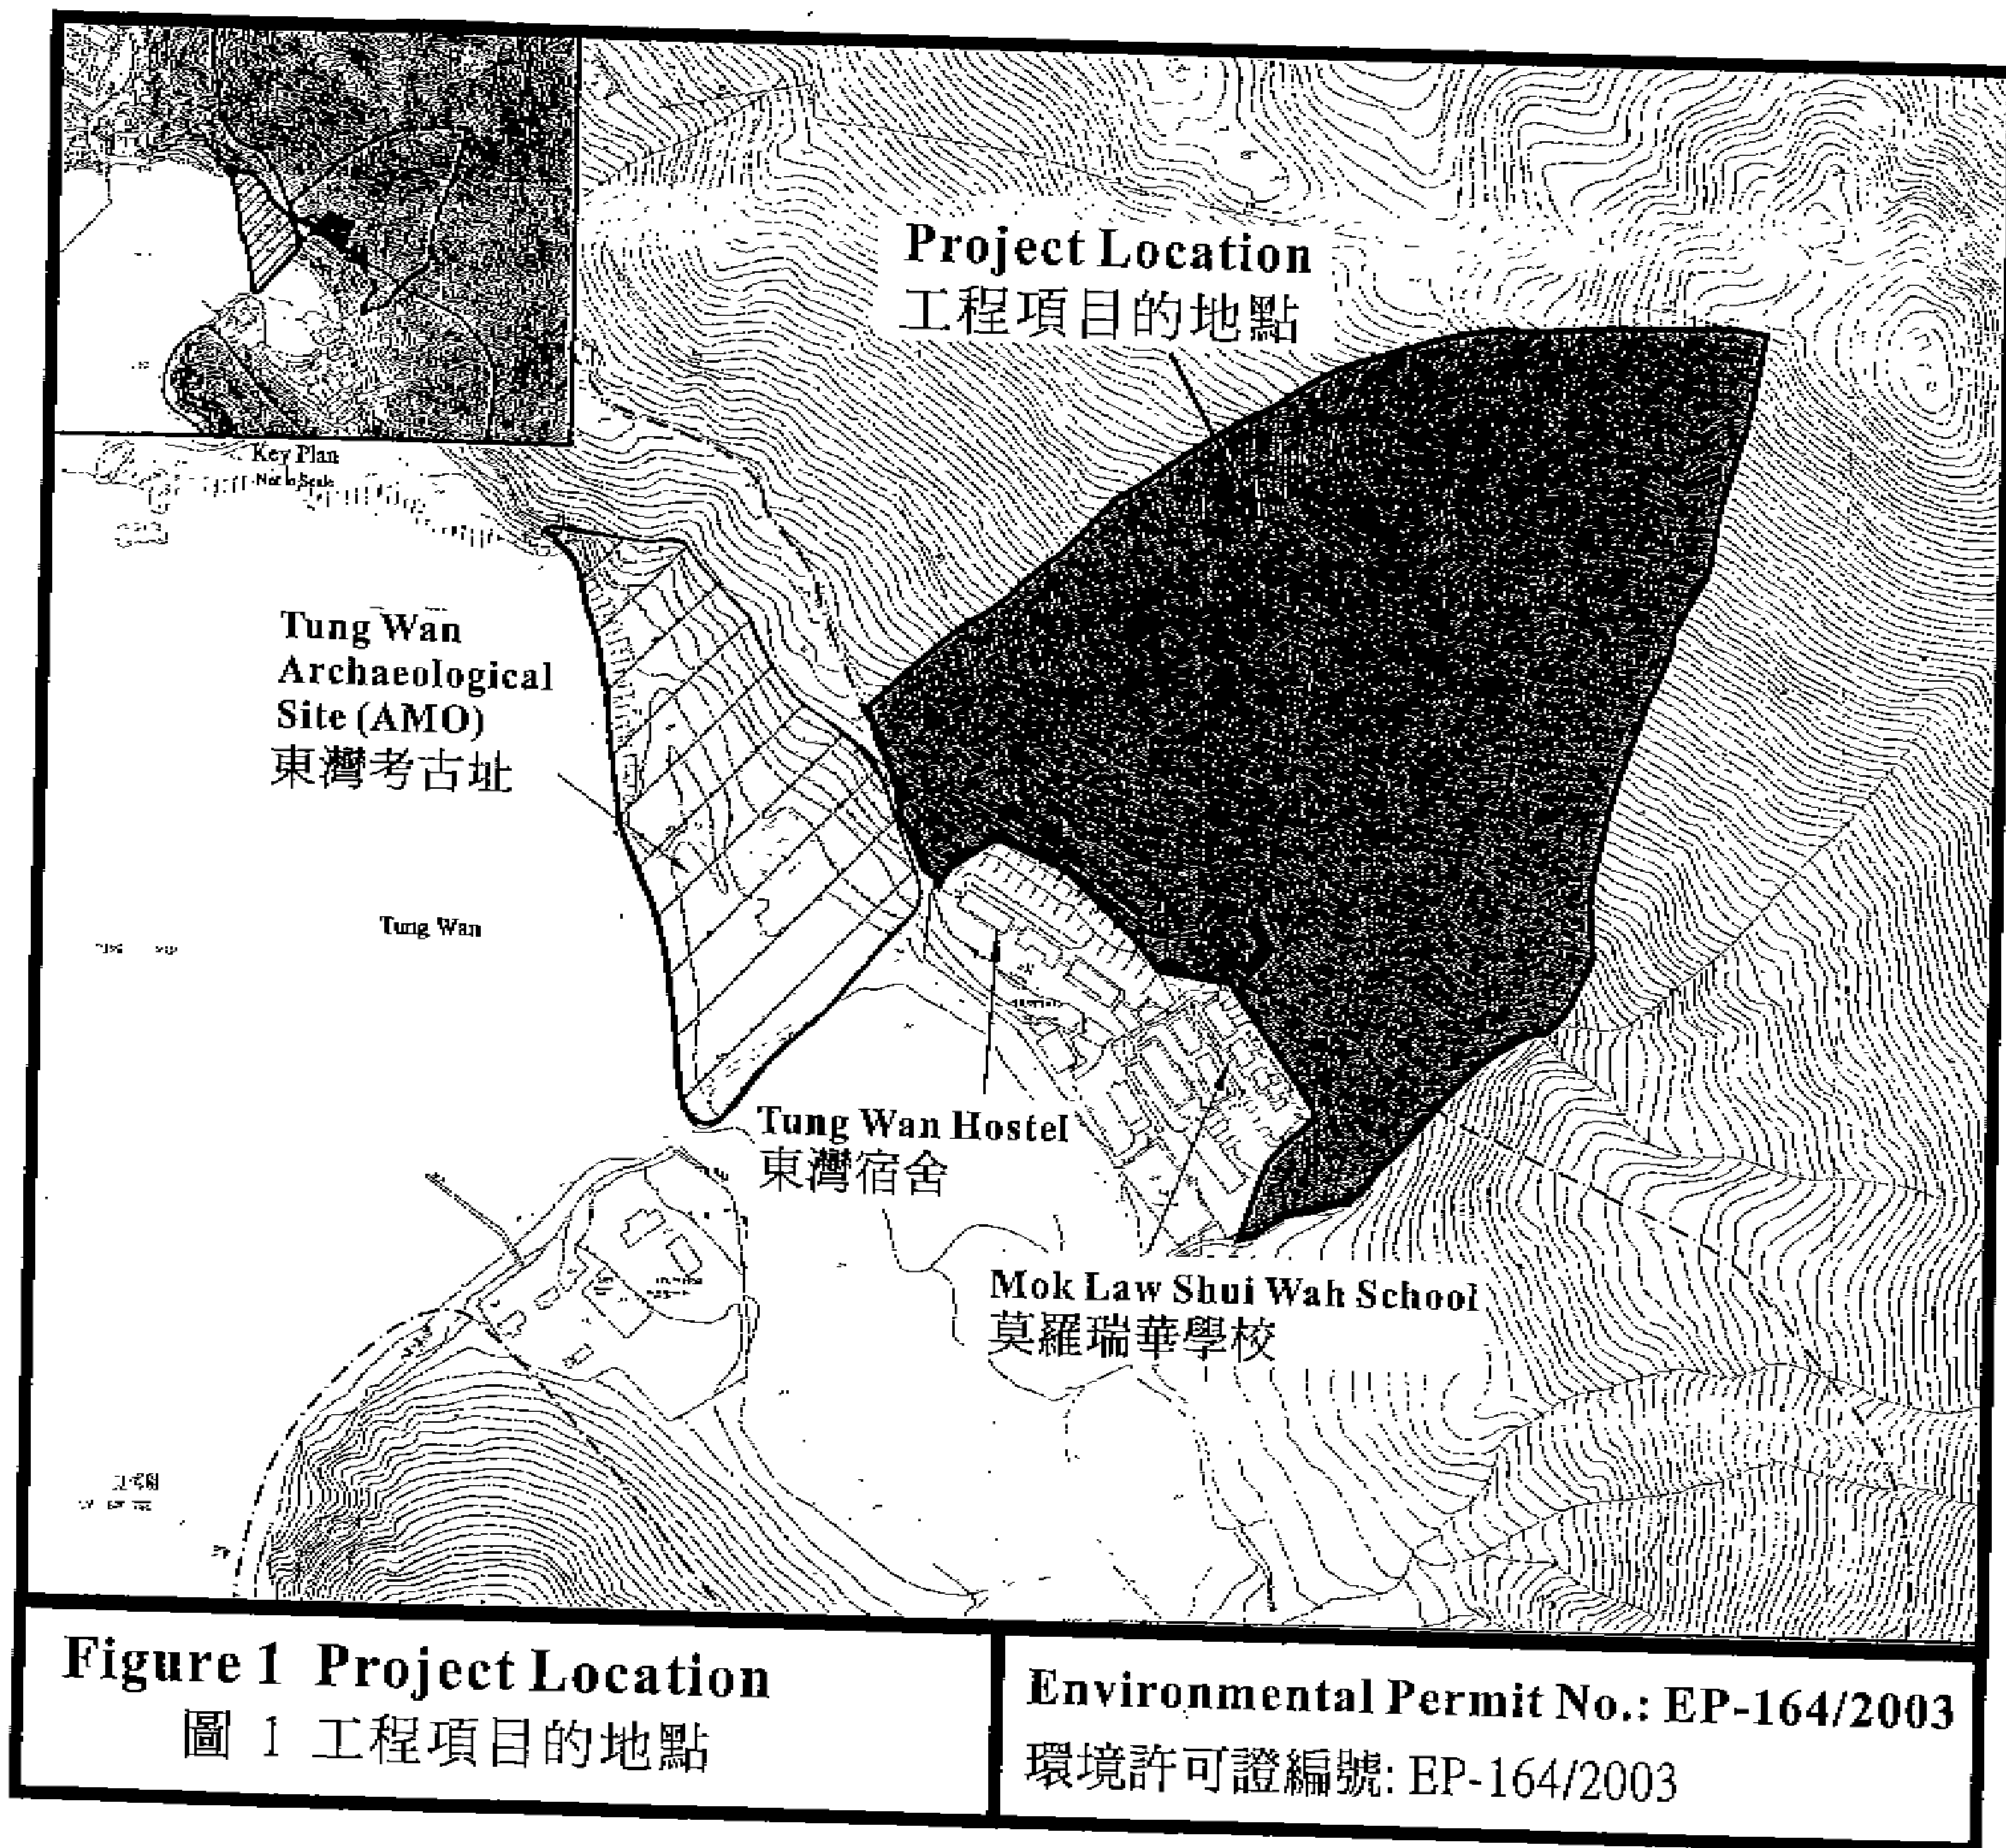 Project Location
工程項目的地點
Key Plan
Not to Scale
Tung Wan
Archaeological
Site (AMO)
東灣考古址
Tung Wan
Tung Wan Hostel
東灣宿舍
Mok Law Shui Wah School
莫羅瑞華學校
Figure 1 Project Location
圖 1 工程項目的地點
Environmental Permit No.: EP-164/2003
環境許可證編號: EP-164/2003